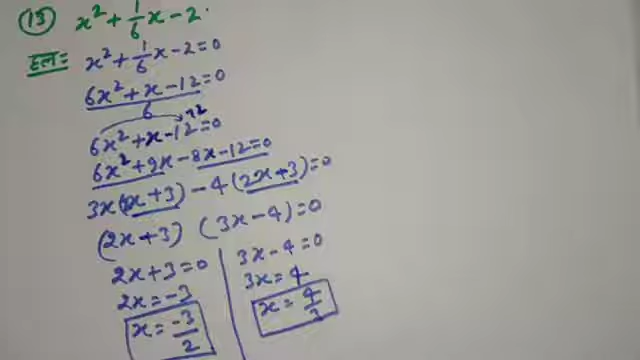 (15) x² + 1/6 x - 2.
हल:- x² + 1/6 x - 2 = 0
6x² + x - 12 = 0
6
72
6x² + x - 12 = 0
6x² + 9x - 8x - 12 = 0
3x(2x + 3) - 4(2x + 3) = 0
(2x + 3) (3x - 4) = 0
2x + 3 = 0
2x = -3
x = -3/2
3x - 4 = 0
3x = 4
x = 4/3